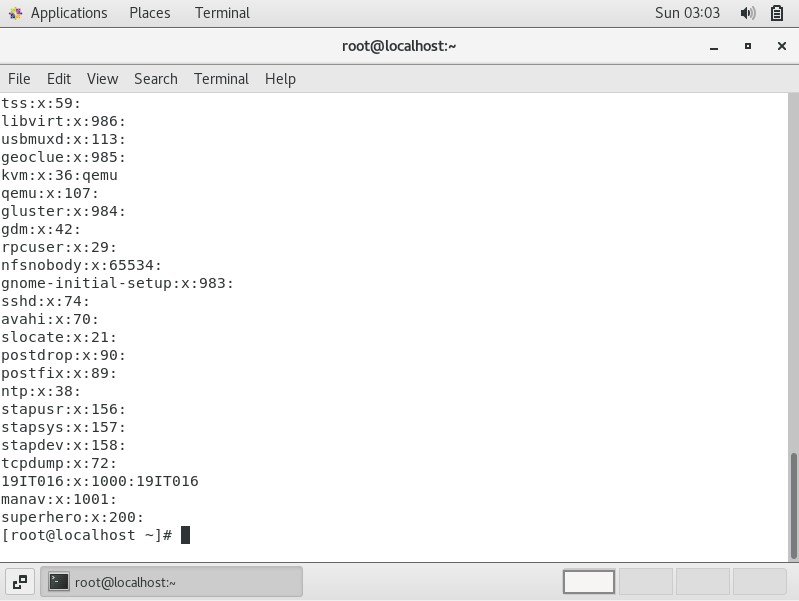 Applications Places Terminal Sun 03:03
root@localhost:~
File Edit View Search Terminal Help
tss:x:59:
libvirt:x:986:
usbmuxd:x:113:
geoclue:x:985:
kvm:x:36:qemu
qemu:x:107:
gluster:x:984:
gdm:x:42:
rpcuser:x:29:
nfsnobody:x:65534:
gnome-initial-setup:x:983:
sshd:x:74:
avahi:x:70:
slocate:x:21:
postdrop:x:90:
postfix:x:89:
ntp:x:38:
stapusr:x:156:
stapsys:x:157:
stapdev:x:158:
tcpdump:x:72:
19IT016:x:1000:19IT016
manav:x:1001:
superhero:x:200:
[root@localhost ~]#
root@localhost:~